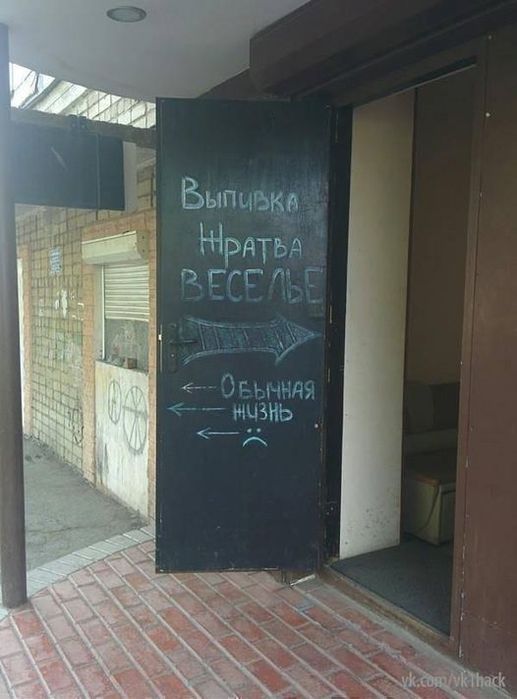 Выпивка
Жратва
ВЕСЕЛЬЕ
Обычная
жизнь
vk.com/vk1hack